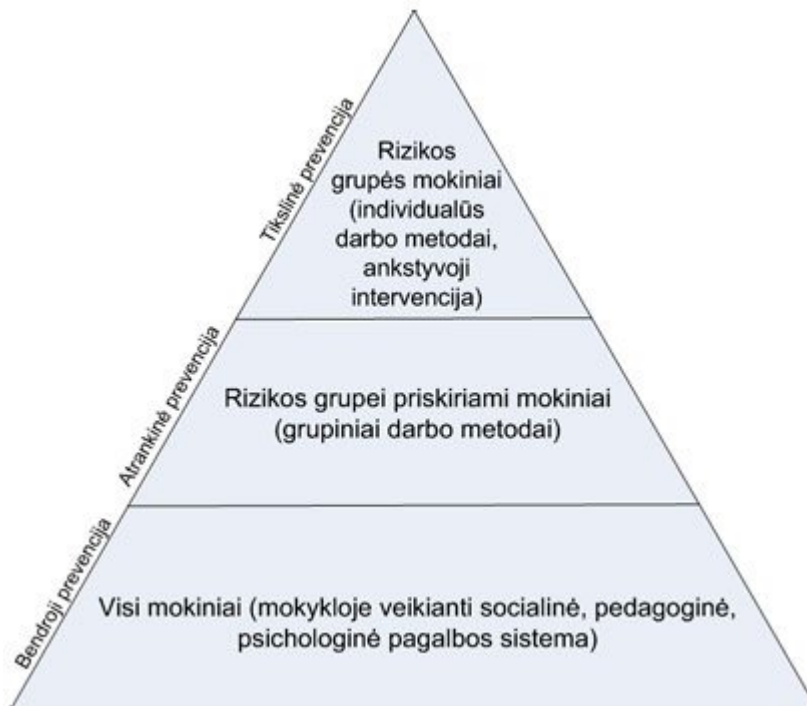 Tikslinė prevencija
Rizikos
grupės mokiniai
(individualūs
darbo metodai,
ankstyvoji
intervencija)
Atrankinė prevencija
Rizikos grupei priskiriami mokiniai
(grupiniai darbo metodai)
Bendroji prevencija
Visi mokiniai (mokykloje veikianti socialinė, pedagoginė,
psichologinė pagalbos sistema)